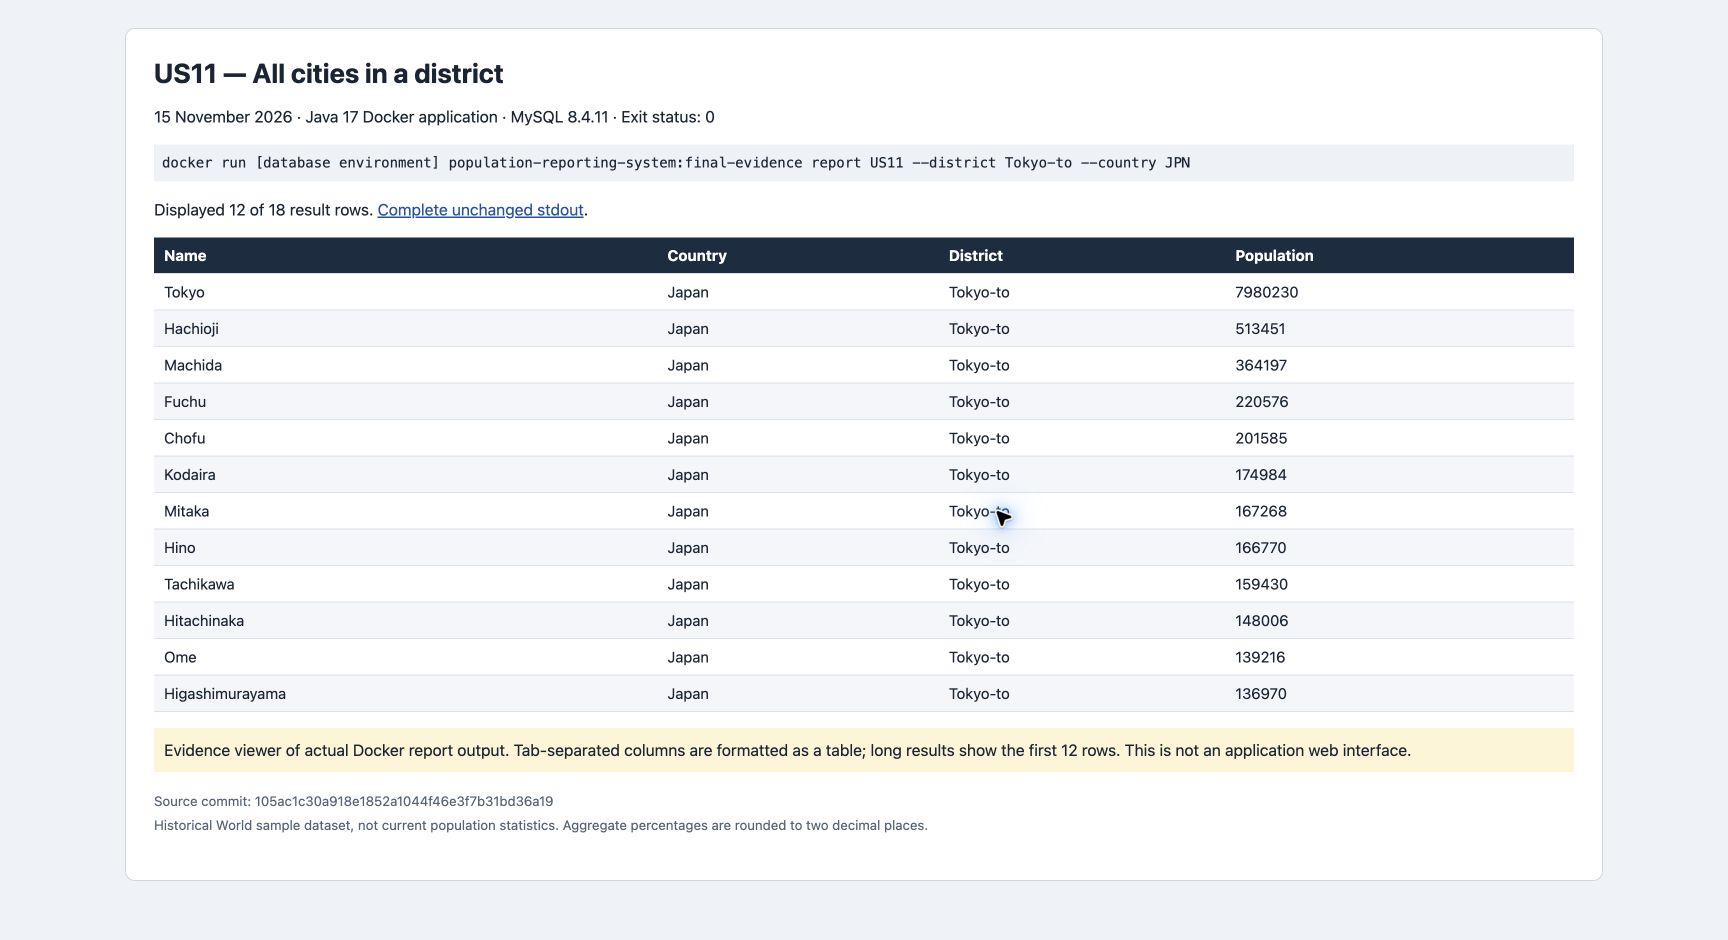 US11 — All cities in a district
15 November 2026 · Java 17 Docker application · MySQL 8.4.11 · Exit status: 0
docker run [database environment] population-reporting-system:final-evidence report US11 --district Tokyo-to --country JPN
Displayed 12 of 18 result rows. Complete unchanged stdout.
Name Country District Population
Tokyo Japan Tokyo-to 7980230
Hachioji Japan Tokyo-to 513451
Machida Japan Tokyo-to 364197
Fuchu Japan Tokyo-to 220576
Chofu Japan Tokyo-to 201585
Kodaira Japan Tokyo-to 174984
Mitaka Japan Tokyo-to 167268
Hino Japan Tokyo-to 166770
Tachikawa Japan Tokyo-to 159430
Hitachinaka Japan Tokyo-to 148006
Ome Japan Tokyo-to 139216
Higashimurayama Japan Tokyo-to 136970
Evidence viewer of actual Docker report output. Tab-separated columns are formatted as a table; long results show the first 12 rows. This is not an application web interface.
Source commit: 105ac1c30a918e1852a1044f46e3f7b31bd36a19
Historical World sample dataset, not current population statistics. Aggregate percentages are rounded to two decimal places.